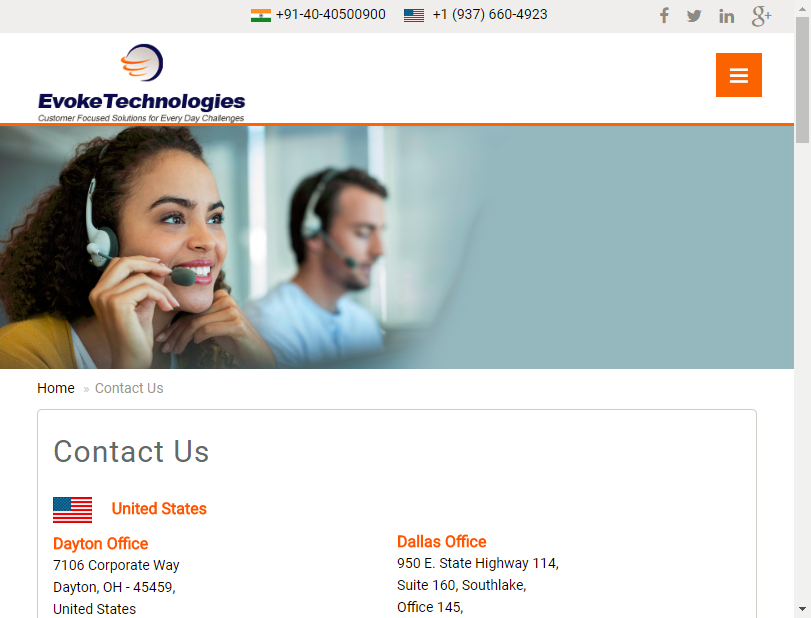 +91-40-40500900 +1 (937) 660-4923
EvokeTechnologies
Customer Focused Solutions for Every Day Challenges
Home » Contact Us
Contact Us
United States
Dayton Office
7106 Corporate Way
Dayton, OH - 45459,
United States
Dallas Office
950 E. State Highway 114,
Suite 160, Southlake,
Office 145,